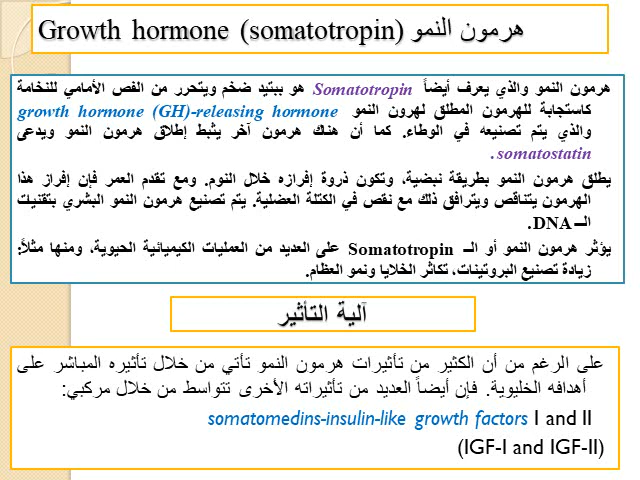 هرمون النمو Growth hormone (somatotropin)
هرمون النمو والذي يعرف أيضاً Somatotropin هو ببتيد ضخم ويتحرر من الفص الأمامي للنخامة
كاستجابة للهرمون المطلق لهرون النمو growth hormone (GH)-releasing hormone
والذي يتم تصنيعه في الوطاء. كما أن هناك هرمون آخر يثبط إطلاق هرمون النمو ويدعى
somatostatin.
يطلق هرمون النمو بطريقة نبضية، وتكون ذروة إفرازه خلال النوم. ومع تقدم العمر فإن إفراز هذا
الهرمون يتناقص ويترافق ذلك مع نقص في الكتلة العضلية. يتم تصنيع هرمون النمو البشري بتقنيات
الــ DNA.
يؤثر هرمون النمو أو الــ Somatotropin على العديد من العمليات الكيميائية الحيوية، ومنها مثلاً:
زيادة تصنيع البروتينات، تكاثر الخلايا ونمو العظام.
آلية التأثير
على الرغم من أن الكثير من تأثيرات هرمون النمو تأتي من خلال تأثيره المباشر على
أهدافه الخليوية. فإن أيضاً العديد من تأثيراته الأخرى تتواسط من خلال مركبي:
somatomedins-insulin-like growth factors I and II
(IGF-I and IGF-II)